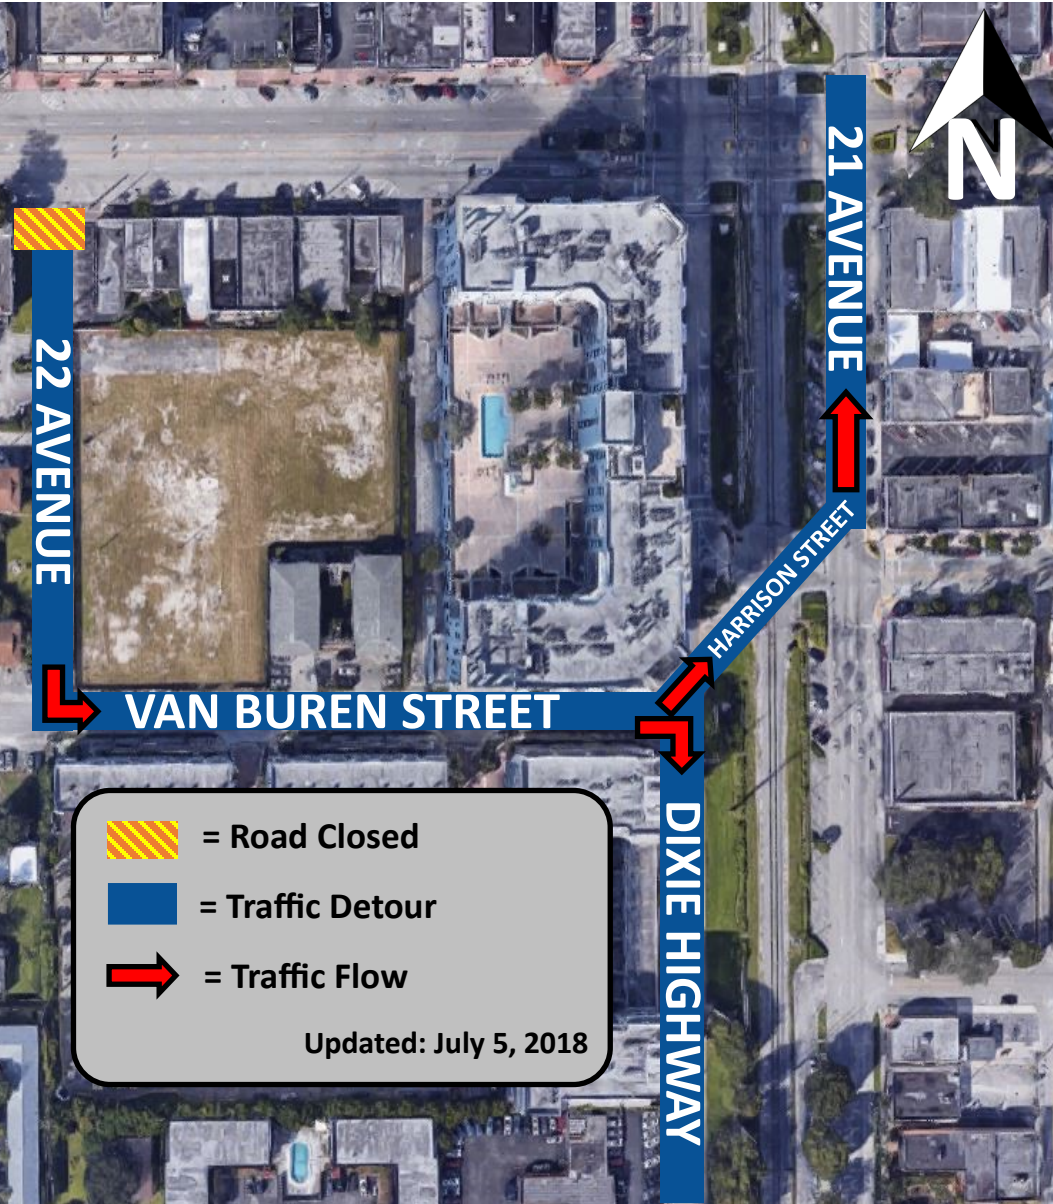 N
21 AVENUE
22 AVENUE
HARRISON STREET
VAN BUREN STREET
DIXIE HIGHWAY
= Road Closed
= Traffic Detour
= Traffic Flow
Updated: July 5, 2018